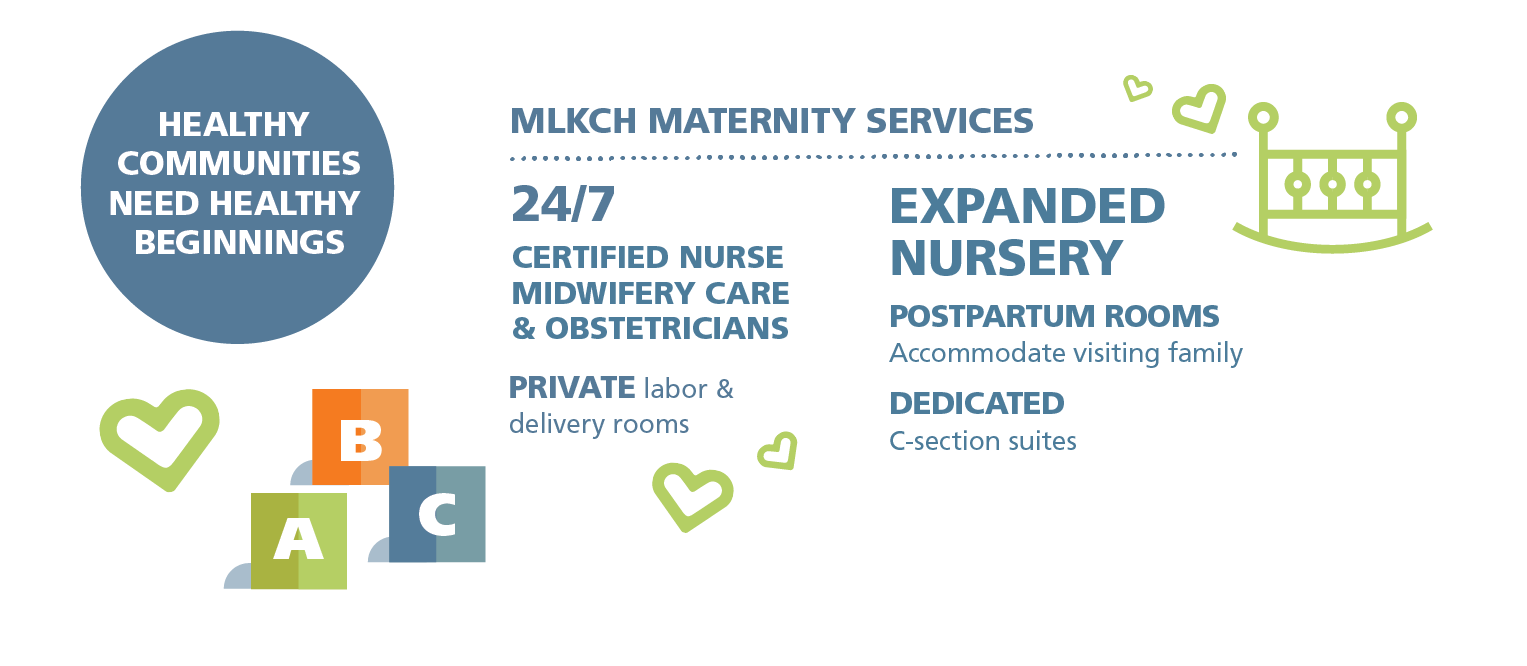 HEALTHY
COMMUNITIES
NEED HEALTHY
BEGINNINGS
MLKCH MATERNITY SERVICES
24/7
CERTIFIED NURSE
MIDWIFERY CARE
& OBSTETRICIANS
PRIVATE labor &
delivery rooms
EXPANDED
NURSERY
POSTPARTUM ROOMS
Accommodate visiting family
DEDICATED
C-section suites
B
C
A